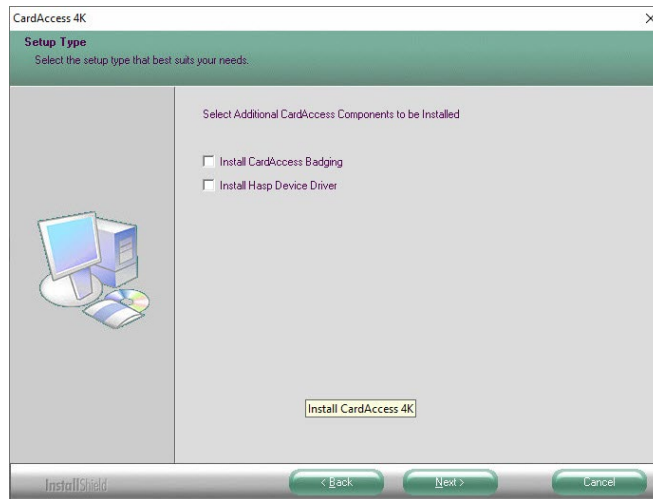 CardAccess 4K
Setup Type
Select the setup type that best suits your needs.
Select Additional CardAccess Components to be Installed
Install CardAccess Badging
Install Hasp Device Driver
Install CardAccess 4K
InstallShield
< Back
Next >
Cancel